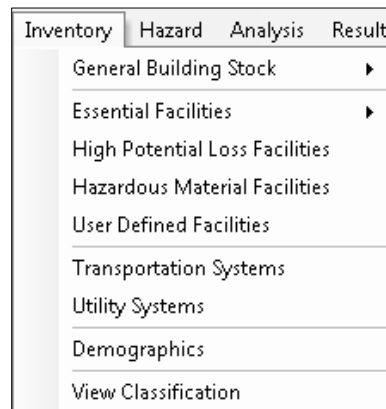 Inventory Hazard Analysis Result
General Building Stock
Essential Facilities
High Potential Loss Facilities
Hazardous Material Facilities
User Defined Facilities
Transportation Systems
Utility Systems
Demographics
View Classification